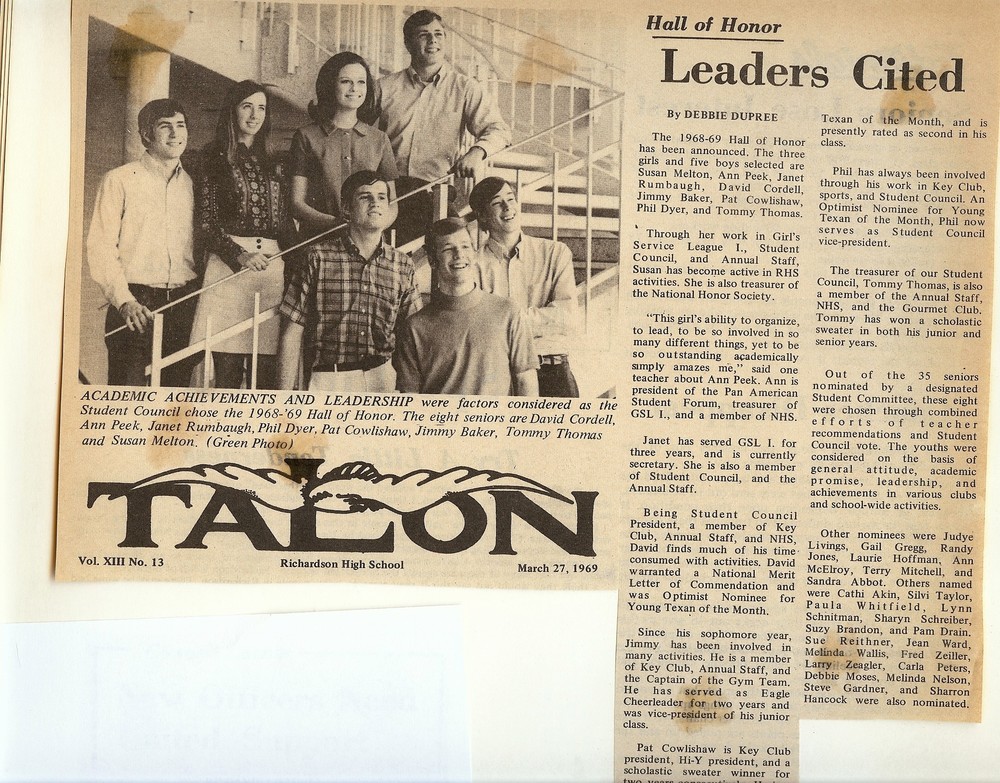 ACADEMIC ACHIEVEMENTS AND LEADERSHIP were factors considered as the
Student Council chose the 1968-'69 Hall of Honor. The eight seniors are David Cordell,
Ann Peek, Janet Rumbaugh, Phil Dyer, Pat Cowlishaw, Jimmy Baker, Tommy Thomas
and Susan Melton. (Green Photo)
TALON
Vol. XIII No. 13
Richardson High School
March 27, 1969
Hall of Honor
Leaders Cited
By DEBBIE DUPREE
The 1968-69 Hall of Honor
has been announced. The three
girls and five boys selected are
Susan Melton, Ann Peek, Janet
Rumbaugh, David Cordell,
Jimmy Baker, Pat Cowlishaw,
Phil Dyer, and Tommy Thomas.
Through her work in Girl's
Service League I., Student
Council, and Annual Staff,
Susan has become active in RHS
activities. She is also treasurer of
the National Honor Society.
"This girl's ability to organize,
to lead, to be so involved in so
many different things, yet to be
so outstanding academically
simply amazes me," said one
teacher about Ann Peek. Ann is
president of the Pan American
Student Forum, treasurer of
GSL I., and a member of NHS.
Janet has served GSL I. for
three years, and is currently
secretary. She is also a member
of Student Council, and the
Annual Staff.
Being Student Council
President, a member of Key
Club, Annual Staff, and NHS,
David finds much of his time
consumed with activities. David
warranted a National Merit
Letter of Commendation and
was Optimist Nominee for
Young Texan of the Month.
Since his sophomore year,
Jimmy has been involved in
many activities. He is a member
of Key Club, Annual Staff, and
the Captain of the Gym Team.
He has served as Eagle
Cheerleader for two years and
was vice-president of his junior
class.
Pat Cowlishaw is Key Club
president, Hi-Y president, and a
scholastic sweater winner for
two years
Texan of the Month, and is
presently rated as second in his
class.
Phil has always been involved
through his work in Key Club,
sports, and Student Council. An
Optimist Nominee for Young
Texan of the Month, Phil now
serves as Student Council
vice-president.
The treasurer of our Student
Council, Tommy Thomas, is also
a member of the Annual Staff,
NHS, and the Gourmet Club.
Tommy has won a scholastic
sweater in both his junior and
senior years.
Out of the 35 seniors
nominated by a designated
Student Committee, these eight
were chosen through combined
efforts of teacher
recommendations and Student
Council vote. The youths were
considered on the basis of
general attitude, academic
promise, leadership, and
achievements in various clubs
and school-wide activities.
Other nominees were Judye
Livings, Gail Gregg, Randy
Jones, Laurie Hoffman, Ann
McElroy, Terry Mitchell, and
Sandra Abbot. Others named
were Cathi Akin, Silvi Taylor,
Paula Whitfield, Lynn
Schnitman, Sharyn Schreiber,
Suzy Brandon, and Pam Drain.
Sue Reithner, Jean Ward,
Melinda Wallis, Fred Zeiller,
Larry Zeagler, Carla Peters,
Debbie Moses, Melinda Nelson,
Steve Gardner, and Sharron
Hancock were also nominated.